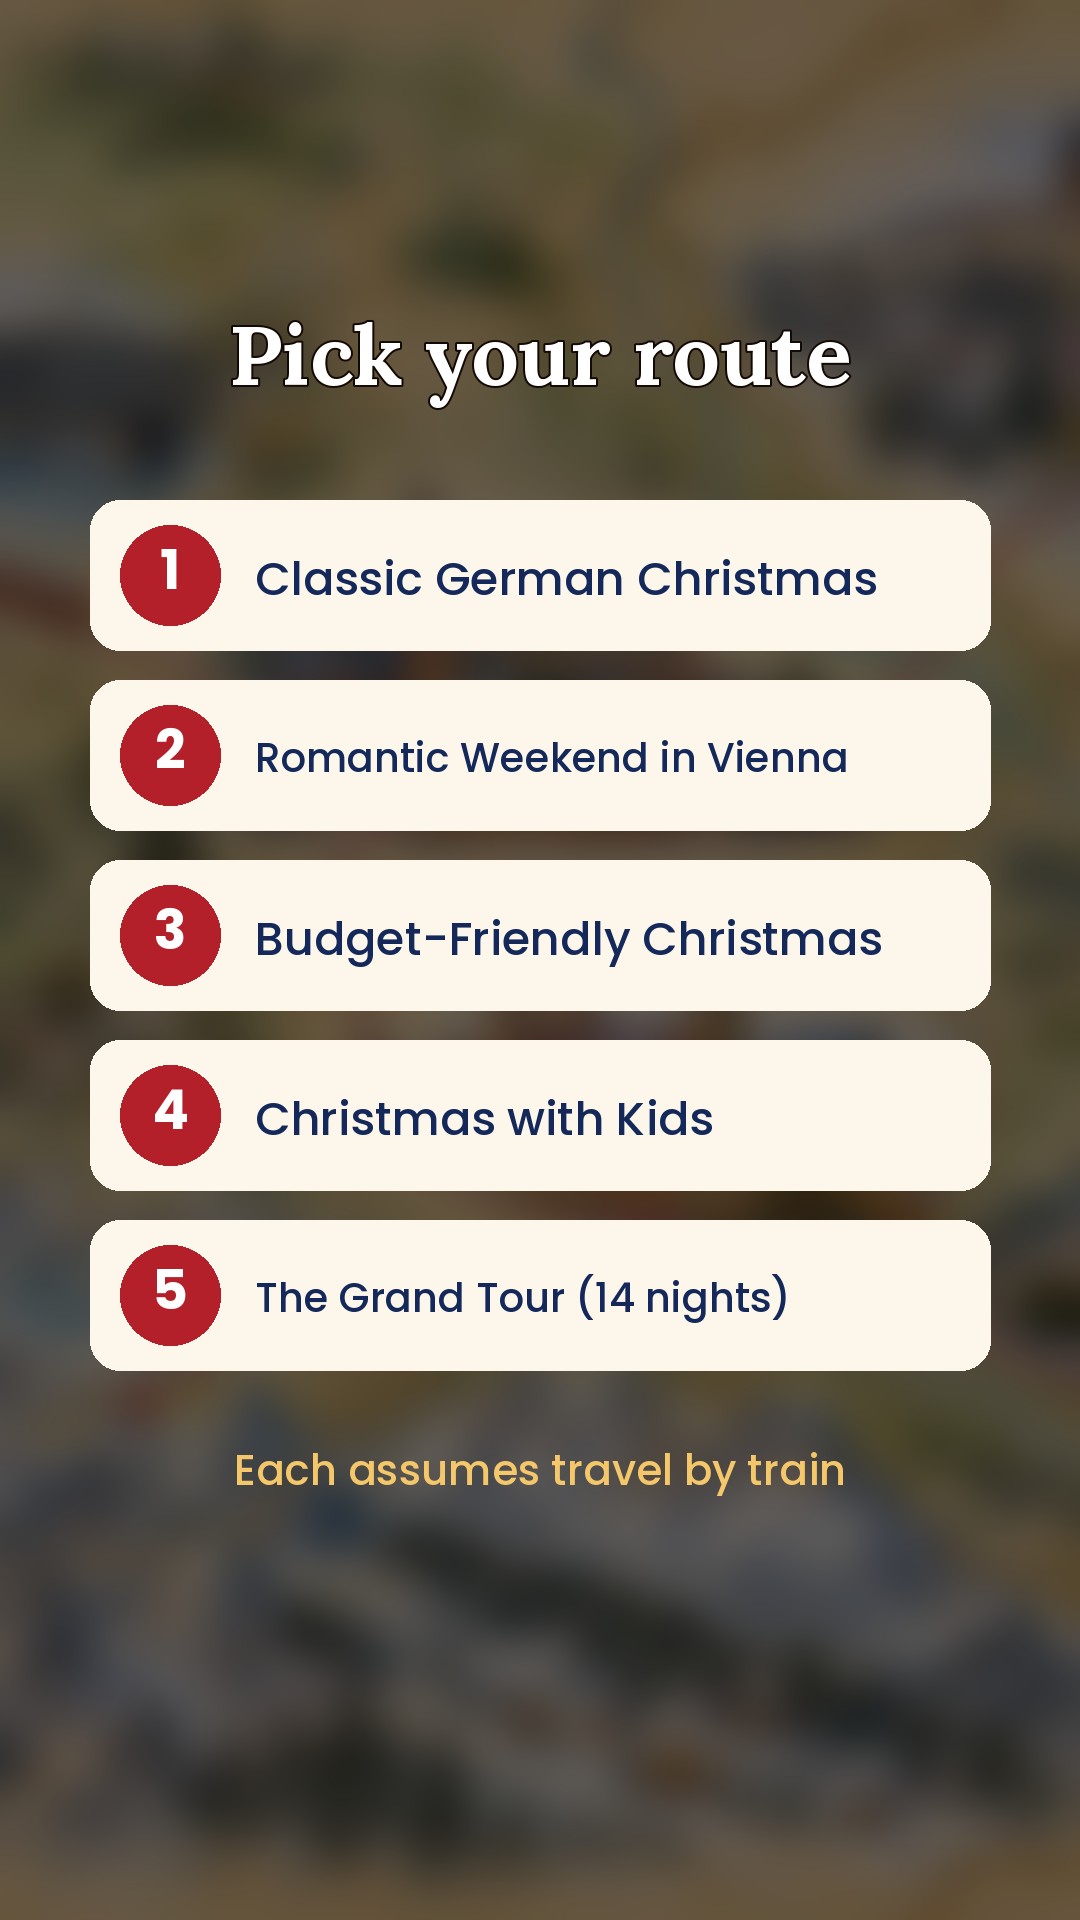 Pick your route
1 Classic German Christmas
2 Romantic Weekend in Vienna
3 Budget-Friendly Christmas
4 Christmas with Kids
5 The Grand Tour (14 nights)
Each assumes travel by train